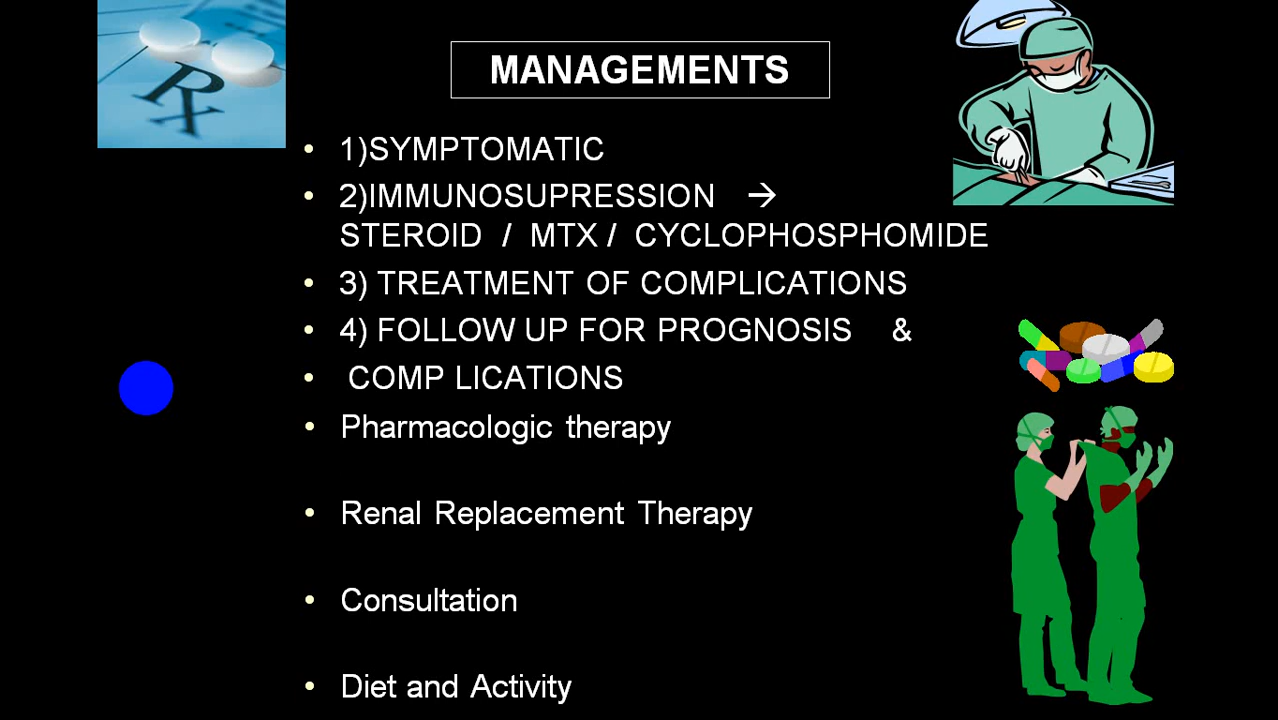 Rx
MANAGEMENTS
• 1)SYMPTOMATIC
• 2)IMMUNOSUPRESSION →
STEROID / MTX / CYCLOPHOSPHOMIDE
• 3) TREATMENT OF COMPLICATIONS
• 4) FOLLOW UP FOR PROGNOSIS &
• COMP LICATIONS
• Pharmacologic therapy
• Renal Replacement Therapy
• Consultation
• Diet and Activity